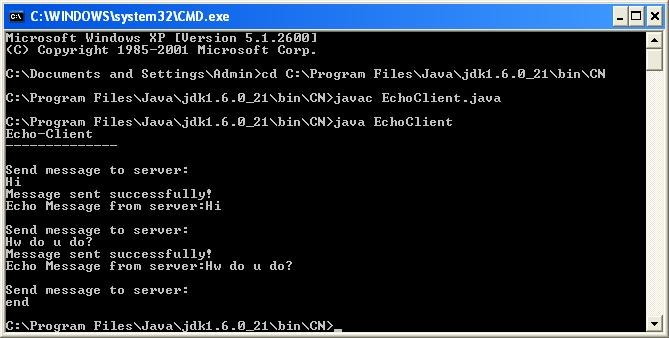 C:\WINDOWS\system32\CMD.exe
Microsoft Windows XP [Version 5.1.2600]
(C) Copyright 1985-2001 Microsoft Corp.
C:\Documents and Settings\Admin>cd C:\Program Files\Java\jdk1.6.0_21\bin\CN
C:\Program Files\Java\jdk1.6.0_21\bin\CN>javac EchoClient.java
C:\Program Files\Java\jdk1.6.0_21\bin\CN>java EchoClient
Echo-Client
--------------
Send message to server:
Hi
Message sent successfully!
Echo Message from server:Hi
Send message to server:
Hw do u do?
Message sent successfully!
Echo Message from server:Hw do u do?
Send message to server:
end
C:\Program Files\Java\jdk1.6.0_21\bin\CN>_